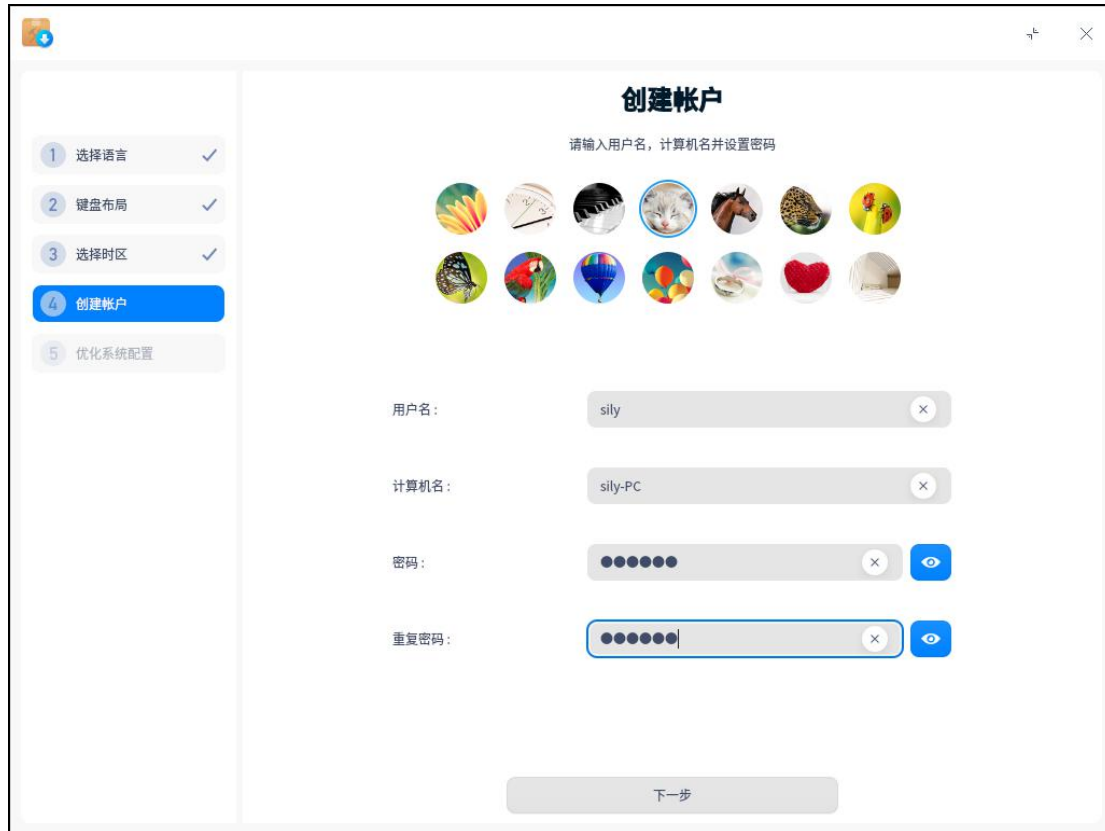 创建帐户
请输入用户名，计算机名并设置密码
1 选择语言
2 键盘布局
3 选择时区
4 创建帐户
5 优化系统配置
用户名： sily
计算机名： sily-PC
密码： ●●●●●●
重复密码： ●●●●●●
下一步